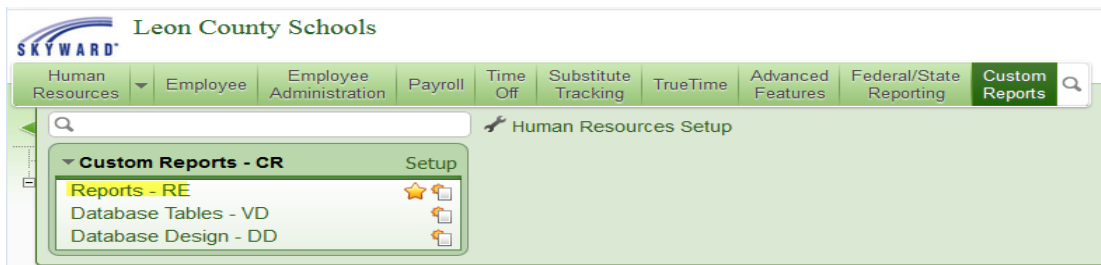 Leon County Schools
SKYWARD
Human Resources
Employee
Employee Administration
Payroll
Time Off
Substitute Tracking
TrueTime
Advanced Features
Federal/State Reporting
Custom Reports
Human Resources Setup
Custom Reports - CR
Setup
Reports - RE
Database Tables - VD
Database Design - DD